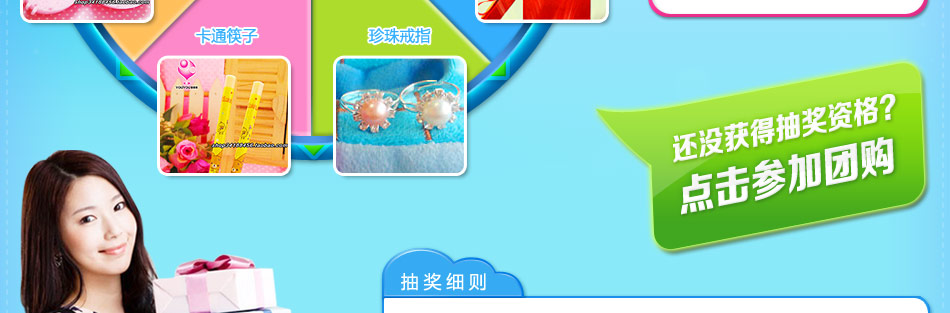 卡通筷子
珍珠戒指
还没获得抽奖资格?
点击参加团购
抽奖细则